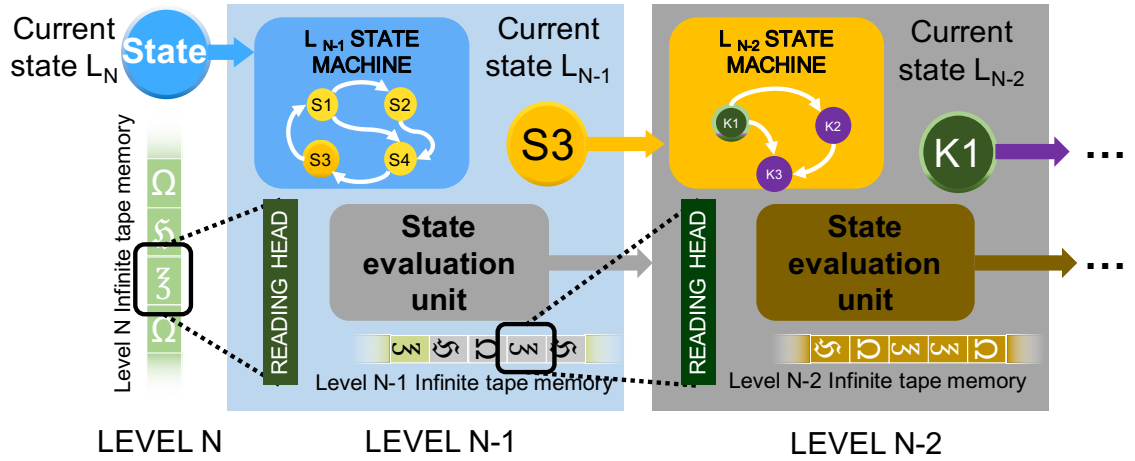 Current
state L_N
State
Level N Infinite tape memory
Ω
ℌ
ℨ
Ω
LEVEL N
L N-1 STATE
MACHINE
S1
S2
S3
S4
Current
state L_N-1
S3
READING HEAD
State
evaluation
unit
ℨ ℌ Ω ℨ ℌ
Level N-1 Infinite tape memory
LEVEL N-1
L N-2 STATE
MACHINE
K1
K2
K3
Current
state L_N-2
K1
...
READING HEAD
State
evaluation
unit
...
ℌ Ω ℨ ℨ Ω
Level N-2 Infinite tape memory
LEVEL N-2